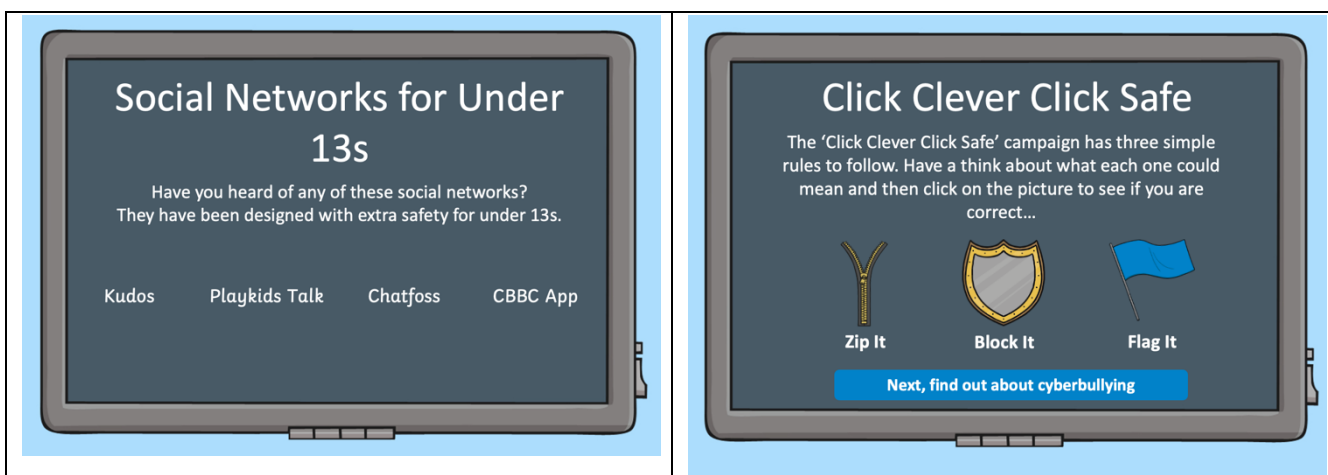 Social Networks for Under
13s
Have you heard of any of these social networks?
They have been designed with extra safety for under 13s.
Kudos Playkids Talk Chatfoss CBBC App
Click Clever Click Safe
The ‘Click Clever Click Safe’ campaign has three simple
rules to follow. Have a think about what each one could
mean and then click on the picture to see if you are
correct...
Zip It Block It Flag It
Next, find out about cyberbullying